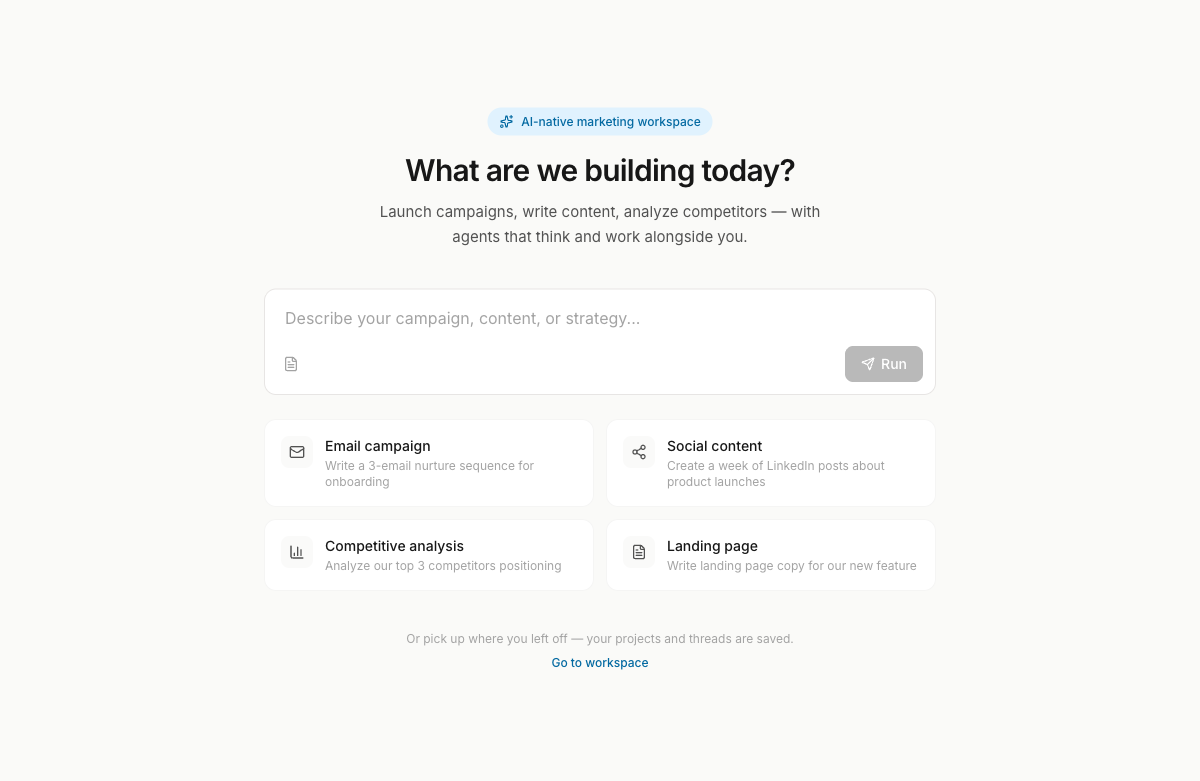 AI-native marketing workspace
What are we building today?
Launch campaigns, write content, analyze competitors — with
agents that think and work alongside you.
Describe your campaign, content, or strategy...
Run
Email campaign
Write a 3-email nurture sequence for
onboarding
Social content
Create a week of LinkedIn posts about
product launches
Competitive analysis
Analyze our top 3 competitors positioning
Landing page
Write landing page copy for our new feature
Or pick up where you left off — your projects and threads are saved.
Go to workspace